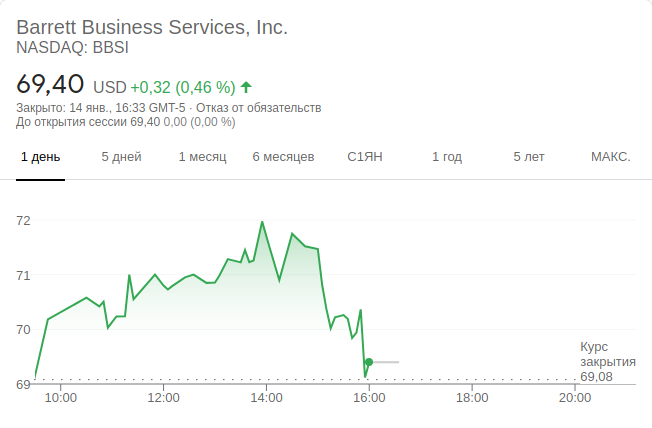 Barrett Business Services, Inc.
NASDAQ: BBSI
69,40 USD +0,32 (0,46 %)
Закрыто: 14 янв., 16:33 GMT-5 · Отказ от обязательств
До открытия сессии 69,40 0,00 (0,00 %)
1 день 5 дней 1 месяц 6 месяцев С1ЯН 1 год 5 лет МАКС.
72
71
70
69
Курс
закрытия
69,08
10:00 12:00 14:00 16:00 18:00 20:00